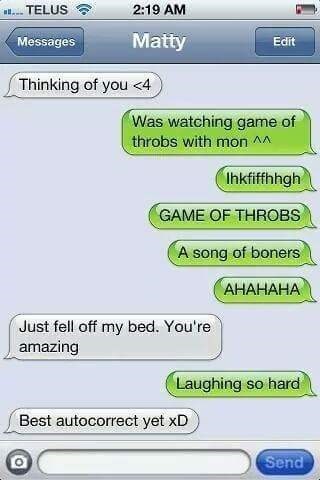 TELUS 2:19 AM
Messages Matty Edit
Thinking of you <4
Was watching game of
throbs with mon ^^
Ihkfiffhhgh
GAME OF THROBS
A song of boners
AHAHAHA
Just fell off my bed. You're
amazing
Laughing so hard
Best autocorrect yet xD
Send